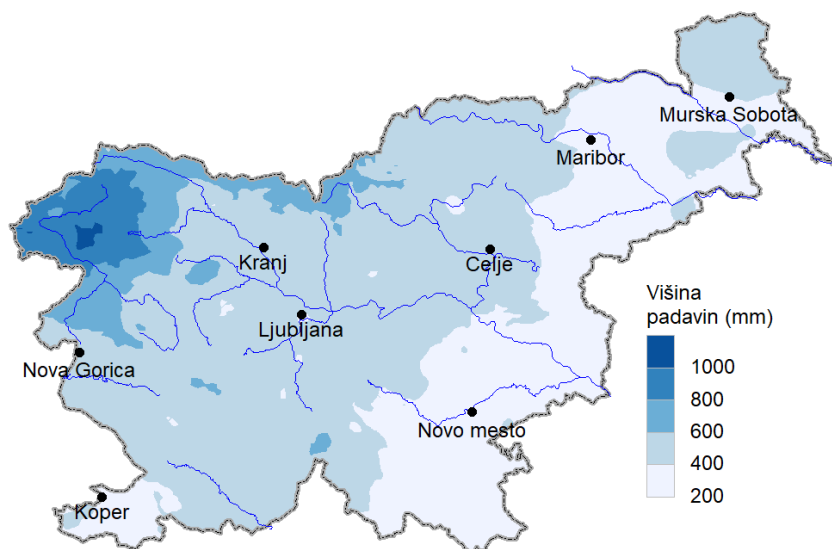 Murska Sobota
Maribor
Kranj
Celje
Ljubljana
Nova Gorica
Novo mesto
Koper
Višina
padavin (mm)
1000
800
600
400
200